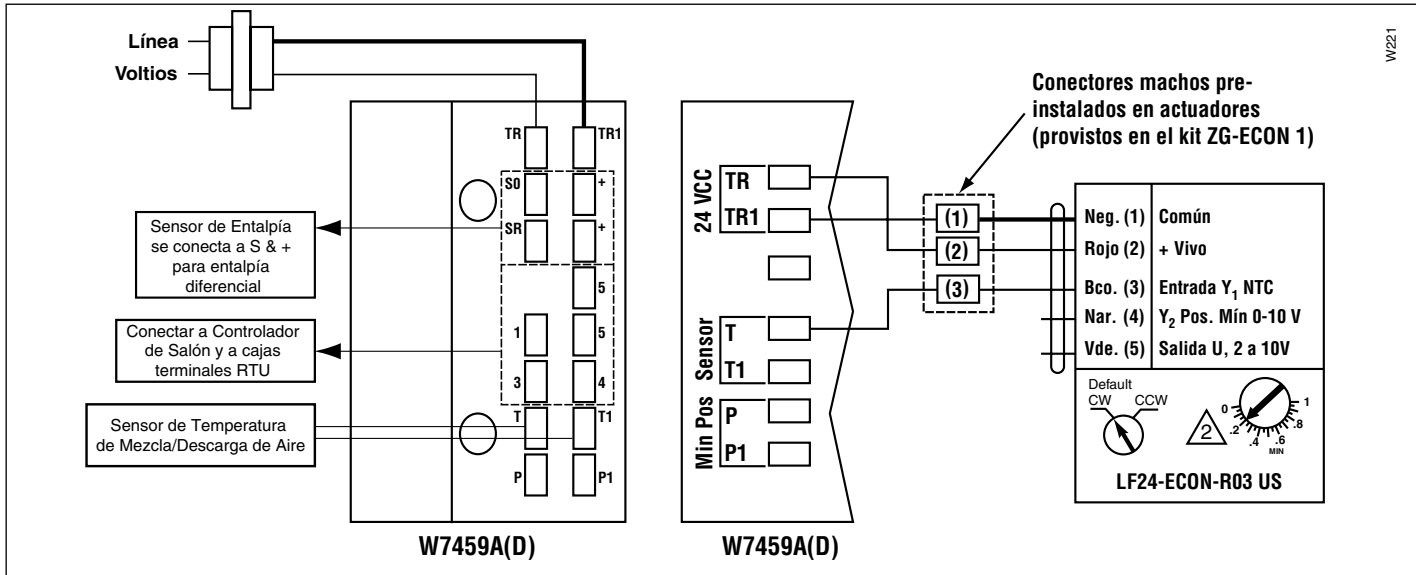 W221
Línea
Voltios
TR
TR1
S0
+
SR
+
5
1
5
3
4
T
T1
P
P1
Sensor de Entalpía
se conecta a S & +
para entalpía
diferencial
Conectar a Controlador
de Salón y a cajas
terminales RTU
Sensor de Temperatura
de Mezcla/Descarga de Aire
W7459A(D)
24 VCC
TR
TR1
Sensor
T
T1
Min Pos
P
P1
W7459A(D)
Conectores machos pre-
instalados en actuadores
(provistos en el kit ZG-ECON 1)
(1)
(2)
(3)
Neg. (1) Común
Rojo (2) + Vivo
Bco. (3) Entrada Y1 NTC
Nar. (4) Y2 Pos. Mín 0-10 V
Vde. (5) Salida U, 2 a 10V
Default
CW CCW
2
0 .2 .4 .6 .8 1
MIN
LF24-ECON-R03 US